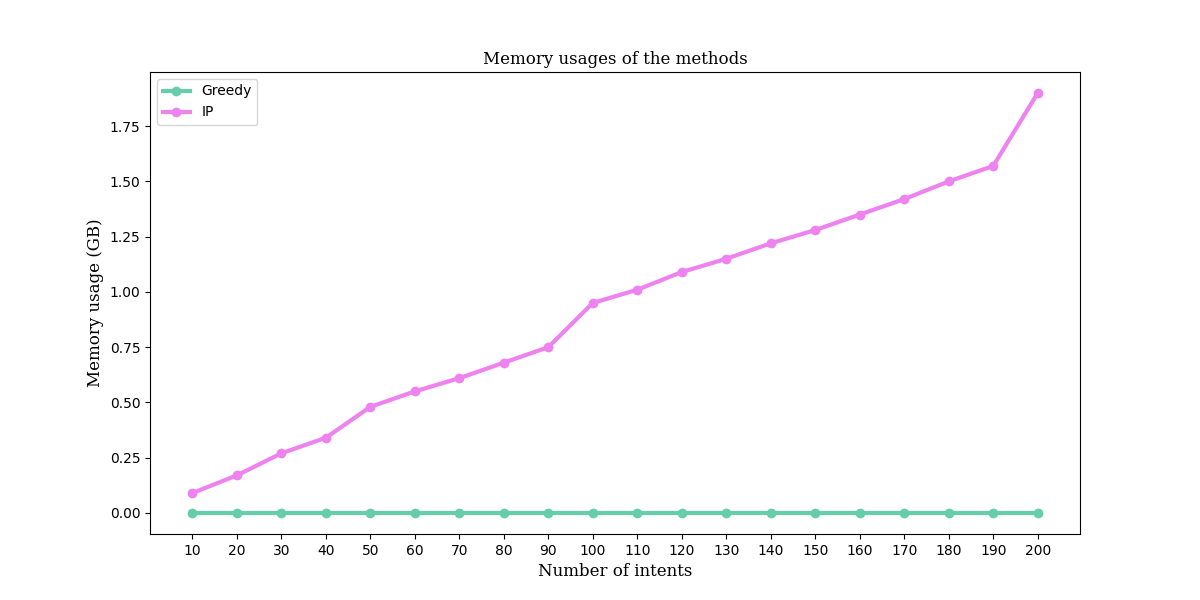 Memory usages of the methods
Greedy
IP
Memory usage (GB)
1.75
1.50
1.25
1.00
0.75
0.50
0.25
0.00
10 20 30 40 50 60 70 80 90 100 110 120 130 140 150 160 170 180 190 200
Number of intents